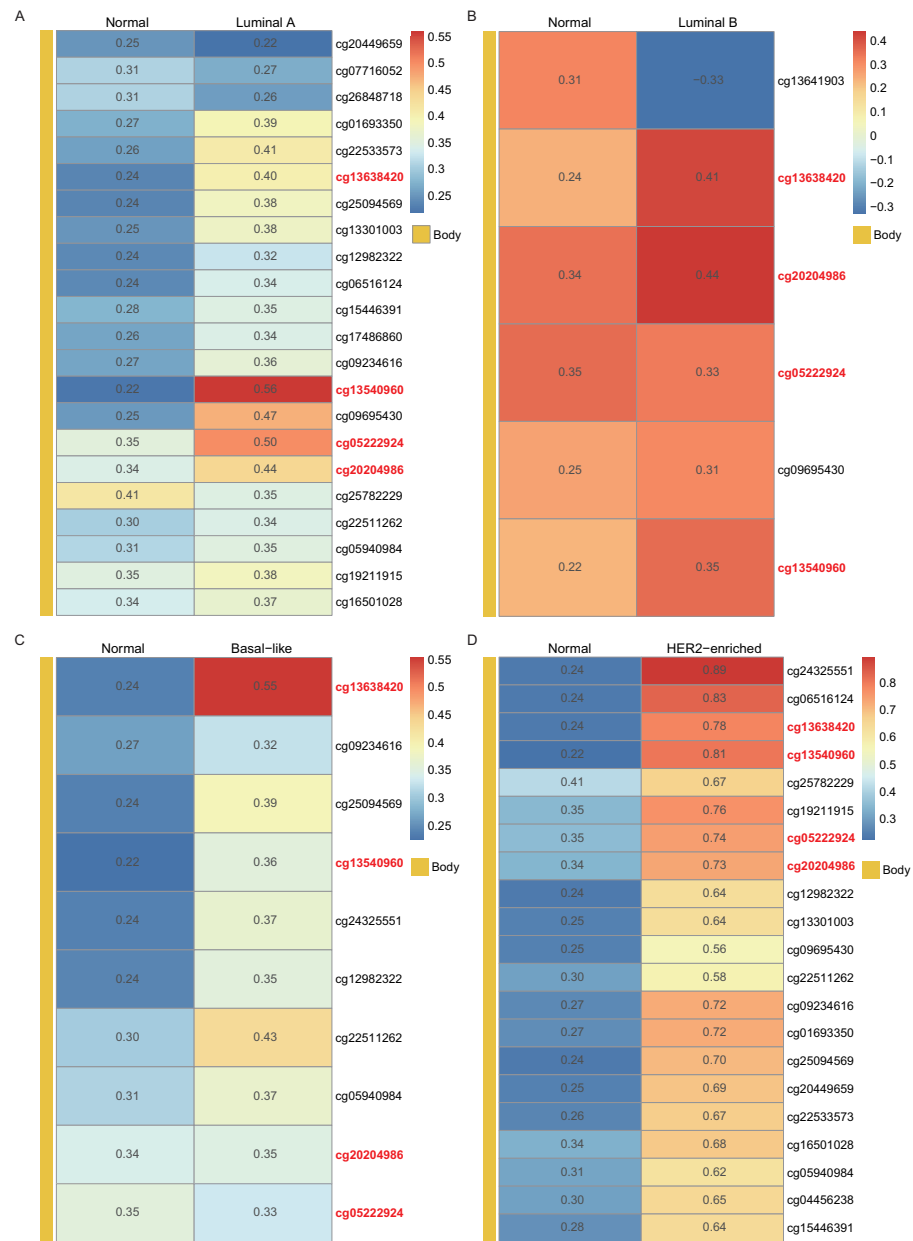 A
Normal Luminal A
0.25 0.22 cg20449659
0.31 0.27 cg07716052
0.31 0.26 cg26848718
0.27 0.39 cg01693350
0.26 0.41 cg22533573
0.24 0.40 cg13638420
0.24 0.38 cg25094569
0.25 0.38 cg13301003
0.24 0.32 cg12982322
0.24 0.34 cg06516124
0.28 0.35 cg15446391
0.26 0.34 cg17486860
0.27 0.36 cg09234616
0.22 0.56 cg13540960
0.25 0.47 cg09695430
0.35 0.50 cg05222924
0.34 0.44 cg20204986
0.41 0.35 cg25782229
0.30 0.34 cg22511262
0.31 0.35 cg05940984
0.35 0.38 cg19211915
0.34 0.37 cg16501028
0.55
0.50
0.45
0.40
0.35
0.30
0.25
Body
B
Normal Luminal B
0.31 −0.33 cg13641903
0.24 0.41 cg13638420
0.34 0.44 cg20204986
0.35 0.33 cg05222924
0.25 0.31 cg09695430
0.22 0.35 cg13540960
0.4
0.3
0.2
0.1
0
−0.1
−0.2
−0.3
Body
C
Normal Basal−like
0.24 0.55 cg13638420
0.27 0.32 cg09234616
0.24 0.39 cg25094569
0.22 0.36 cg13540960
0.24 0.37 cg24325551
0.24 0.35 cg12982322
0.30 0.43 cg22511262
0.31 0.37 cg05940984
0.34 0.35 cg20204986
0.35 0.33 cg05222924
0.55
0.50
0.45
0.40
0.35
0.30
0.25
Body
D
Normal HER2−enriched
0.24 0.89 cg24325551
0.24 0.83 cg06516124
0.24 0.78 cg13638420
0.22 0.81 cg13540960
0.41 0.67 cg25782229
0.35 0.76 cg19211915
0.35 0.74 cg05222924
0.34 0.73 cg20204986
0.24 0.64 cg12982322
0.25 0.64 cg13301003
0.25 0.56 cg09695430
0.30 0.58 cg22511262
0.27 0.72 cg09234616
0.27 0.72 cg01693350
0.24 0.70 cg25094569
0.25 0.69 cg20449659
0.26 0.67 cg22533573
0.34 0.68 cg16501028
0.31 0.62 cg05940984
0.30 0.65 cg04456238
0.28 0.64 cg15446391
0.8
0.7
0.6
0.5
0.4
0.3
Body